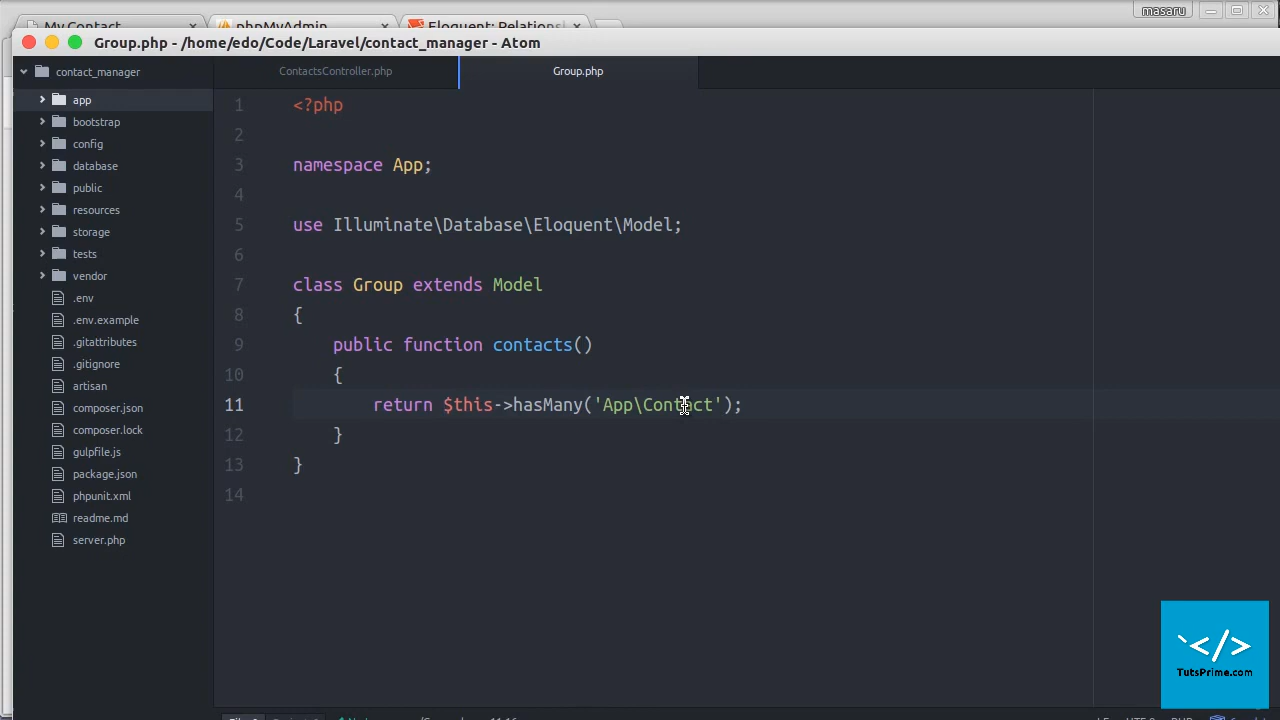 masaru
My Contact
phpMyAdmin
Eloquent: Relations
Group.php - /home/edo/Code/Laravel/contact_manager - Atom
contact_manager
app
bootstrap
config
database
public
resources
storage
tests
vendor
.env
.env.example
.gitattributes
.gitignore
artisan
composer.json
composer.lock
gulpfile.js
package.json
phpunit.xml
readme.md
server.php
ContactsController.php
Group.php
1 <?php
2
3 namespace App;
4
5 use Illuminate\Database\Eloquent\Model;
6
7 class Group extends Model
8 {
9 public function contacts()
10 {
11 return $this->hasMany('App\Contact');
12 }
13 }
14
</>
TutsPrime.com